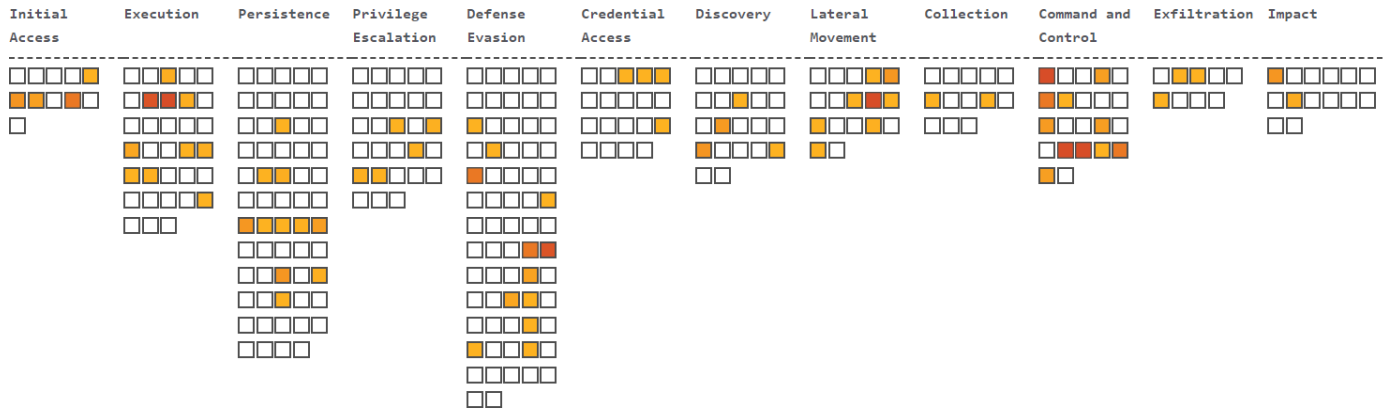 Initial Access
Execution
Persistence
Privilege Escalation
Defense Evasion
Credential Access
Discovery
Lateral Movement
Collection
Command and Control
Exfiltration
Impact